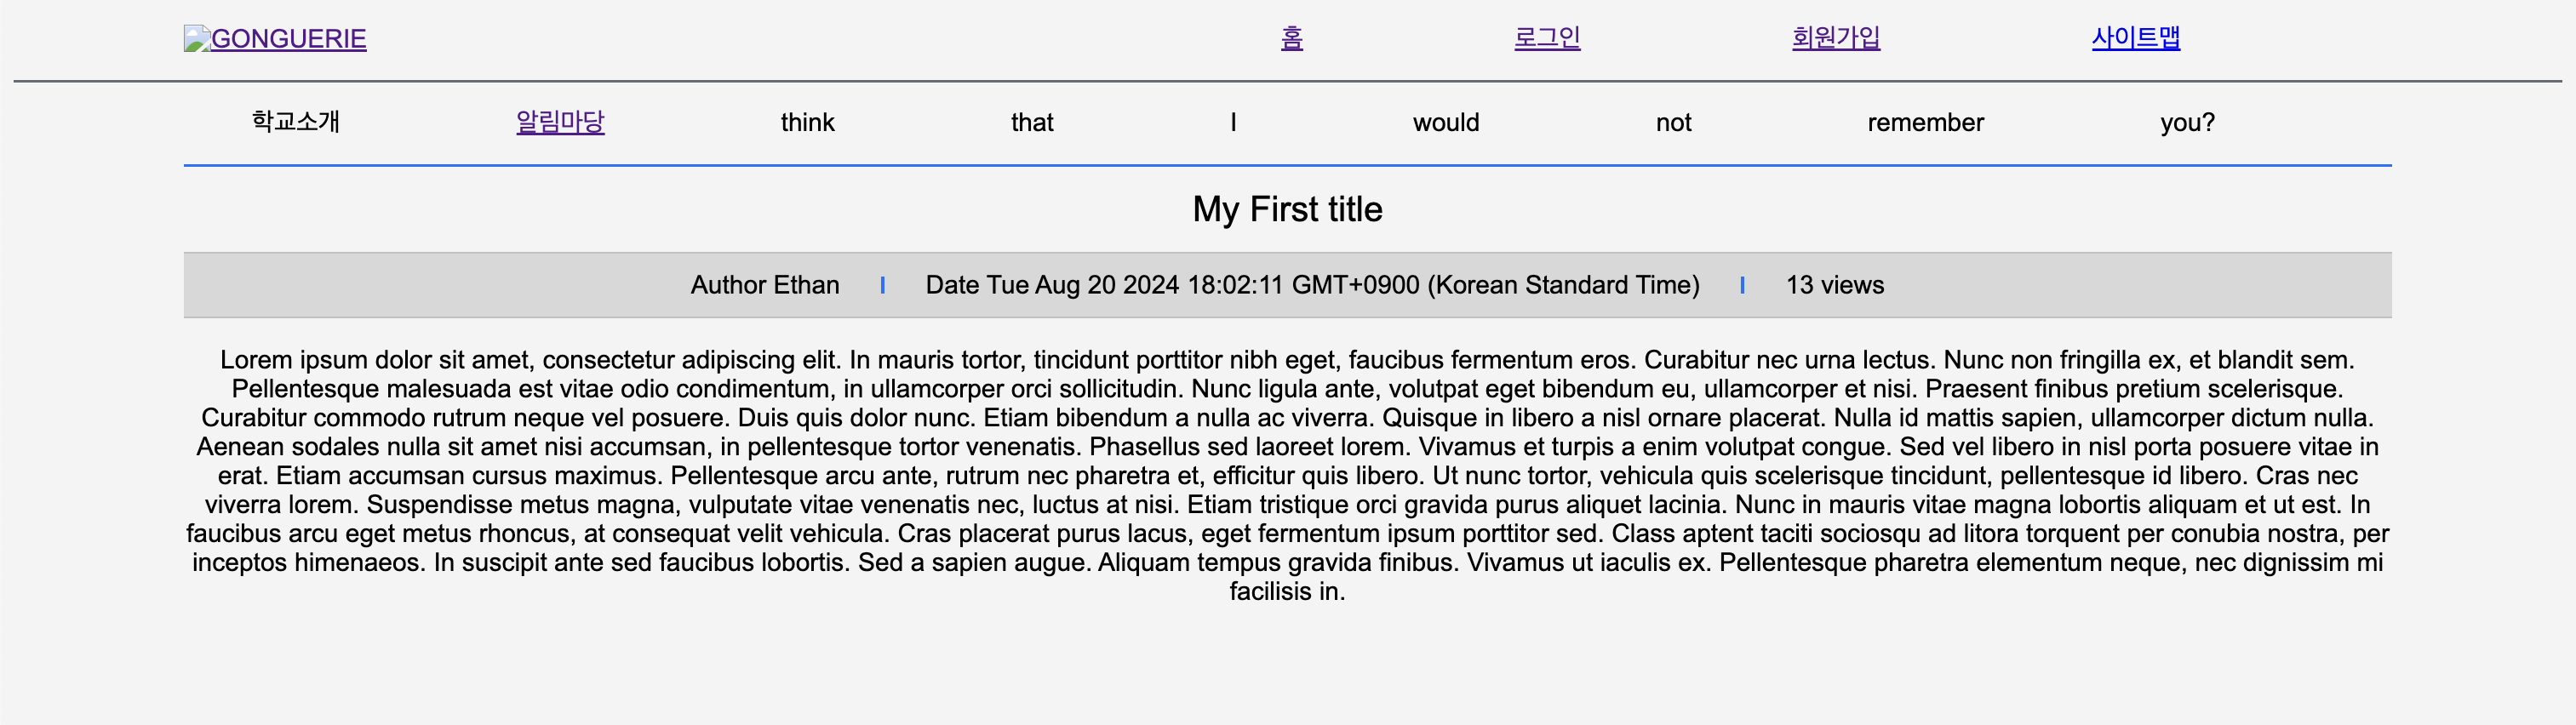 GONGUERIE 홈 로그인 회원가입 사이트맵
학교소개 알림마당 think that I would not remember you?
My First title
Author Ethan Date Tue Aug 20 2024 18:02:11 GMT+0900 (Korean Standard Time) 13 views
Lorem ipsum dolor sit amet, consectetur adipiscing elit. In mauris tortor, tincidunt porttitor nibh eget, faucibus fermentum eros. Curabitur nec urna lectus. Nunc non fringilla ex, et blandit sem.
Pellentesque malesuada est vitae odio condimentum, in ullamcorper orci sollicitudin. Nunc ligula ante, volutpat eget bibendum eu, ullamcorper et nisi. Praesent finibus pretium scelerisque.
Curabitur commodo rutrum neque vel posuere. Duis quis dolor nunc. Etiam bibendum a nulla ac viverra. Quisque in libero a nisl ornare placerat. Nulla id mattis sapien, ullamcorper dictum nulla.
Aenean sodales nulla sit amet nisi accumsan, in pellentesque tortor venenatis. Phasellus sed laoreet lorem. Vivamus et turpis a enim volutpat congue. Sed vel libero in nisl porta posuere vitae in
erat. Etiam accumsan cursus maximus. Pellentesque arcu ante, rutrum nec pharetra et, efficitur quis libero. Ut nunc tortor, vehicula quis scelerisque tincidunt, pellentesque id libero. Cras nec
viverra lorem. Suspendisse metus magna, vulputate vitae venenatis nec, luctus at nisi. Etiam tristique orci gravida purus aliquet lacinia. Nunc in mauris vitae magna lobortis aliquam et ut est. In
faucibus arcu eget metus rhoncus, at consequat velit vehicula. Cras placerat purus lacus, eget fermentum ipsum porttitor sed. Class aptent taciti sociosqu ad litora torquent per conubia nostra, per
inceptos himenaeos. In suscipit ante sed faucibus lobortis. Sed a sapien augue. Aliquam tempus gravida finibus. Vivamus ut iaculis ex. Pellentesque pharetra elementum neque, nec dignissim mi
facilisis in.